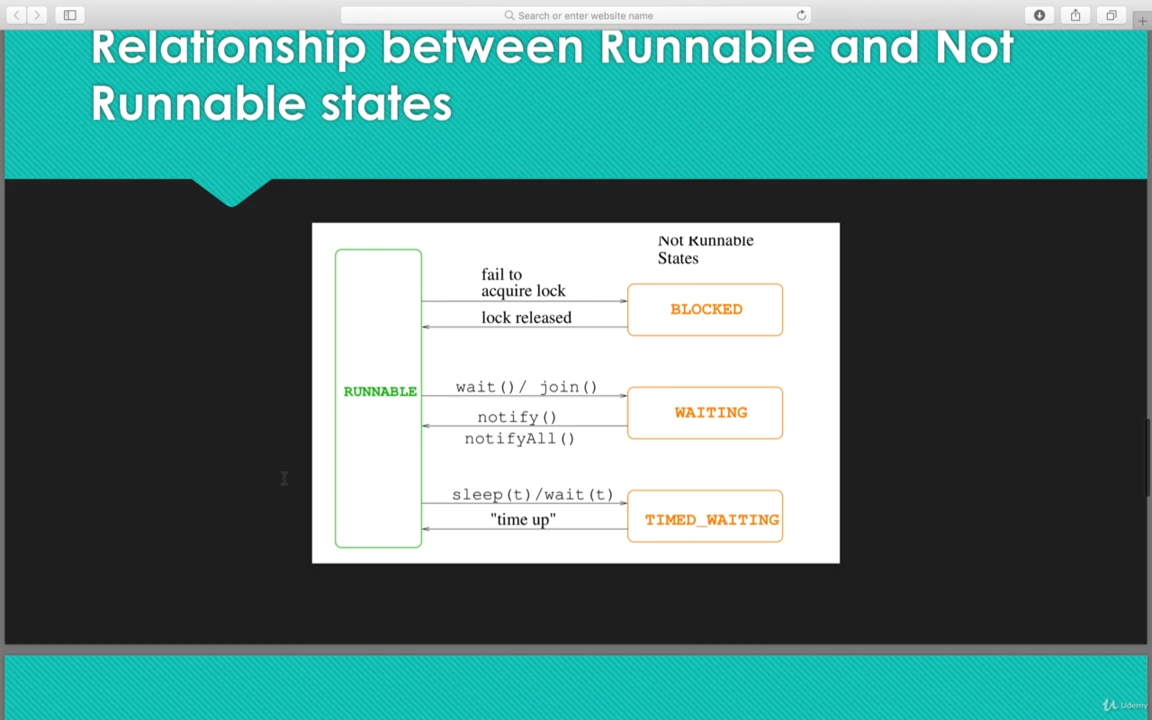 Search or enter website name
Relationship between Runnable and Not
Runnable states
Not Runnable
States
fail to
acquire lock
BLOCKED
lock released
RUNNABLE
wait()/ join()
WAITING
notify()
notifyAll()
sleep(t)/wait(t)
TIMED_WAITING
"time up"
Udemy